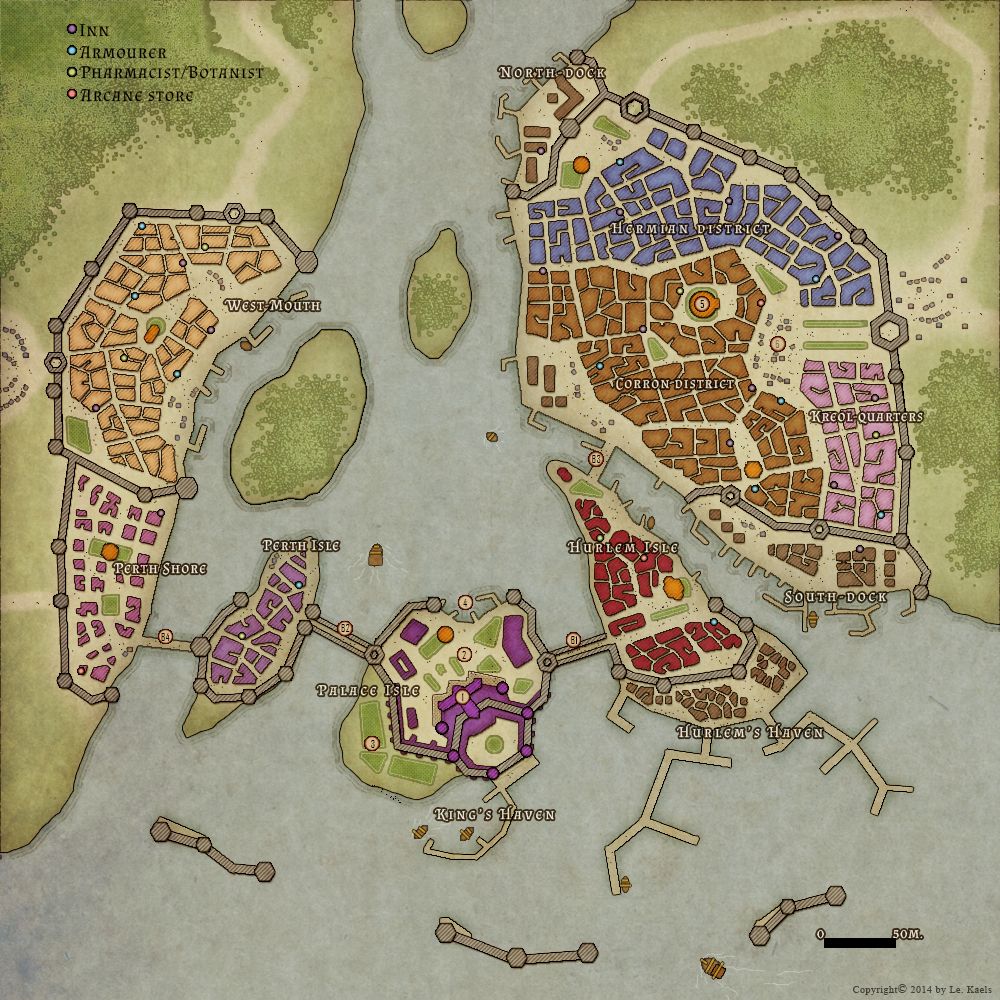 Inn
Armourer
Pharmacist/Botanist
Arcane store
North-dock
Hermian district
West-Mouth
5
6
Corron-district
Kreol-quarters
B3
Hurlem Isle
Perth Isle
Perth Shore
South-dock
4
B4
B2
B1
2
Palace Isle
1
3
Hurlem's Haven
King's Haven
0 50m.
Copyright© 2014 by Le. Kaels